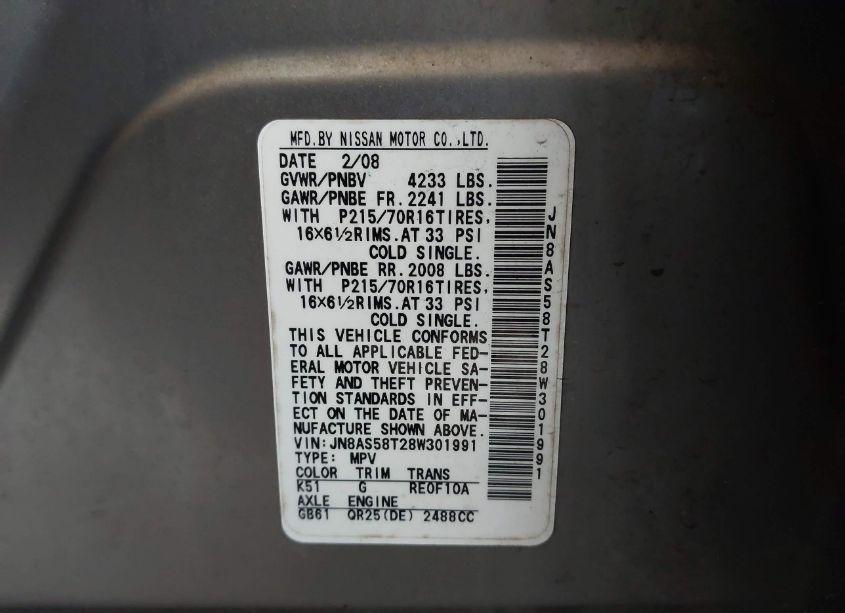 MFD.BY NISSAN MOTOR CO.,LTD.
DATE 2/08
GVWR/PNBV 4233 LBS.
GAWR/PNBE FR. 2241 LBS.
WITH P215/70R16TIRES,
16X6½RIMS.AT 33 PSI
COLD SINGLE.
GAWR/PNBE RR. 2008 LBS.
WITH P215/70R16TIRES,
16X6½RIMS.AT 33 PSI
COLD SINGLE.
THIS VEHICLE CONFORMS
TO ALL APPLICABLE FED-
ERAL MOTOR VEHICLE SA-
FETY AND THEFT PREVEN-
TION STANDARDS IN EFF-
ECT ON THE DATE OF MA-
NUFACTURE SHOWN ABOVE.
VIN:JN8AS58T28W301991
TYPE: MPV
COLOR TRIM TRANS
K51 G RE0F10A
AXLE ENGINE
GB61 QR25(DE) 2488CC
JN8AS58T28W301991